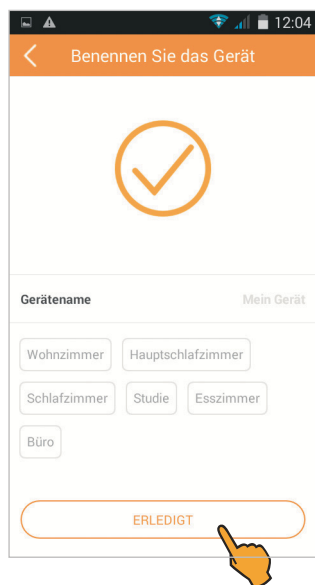 12:04
Benennen Sie das Gerät
Gerätename Mein Gerät
Wohnzimmer Hauptschlafzimmer
Schlafzimmer Studie Esszimmer
Büro
ERLEDIGT